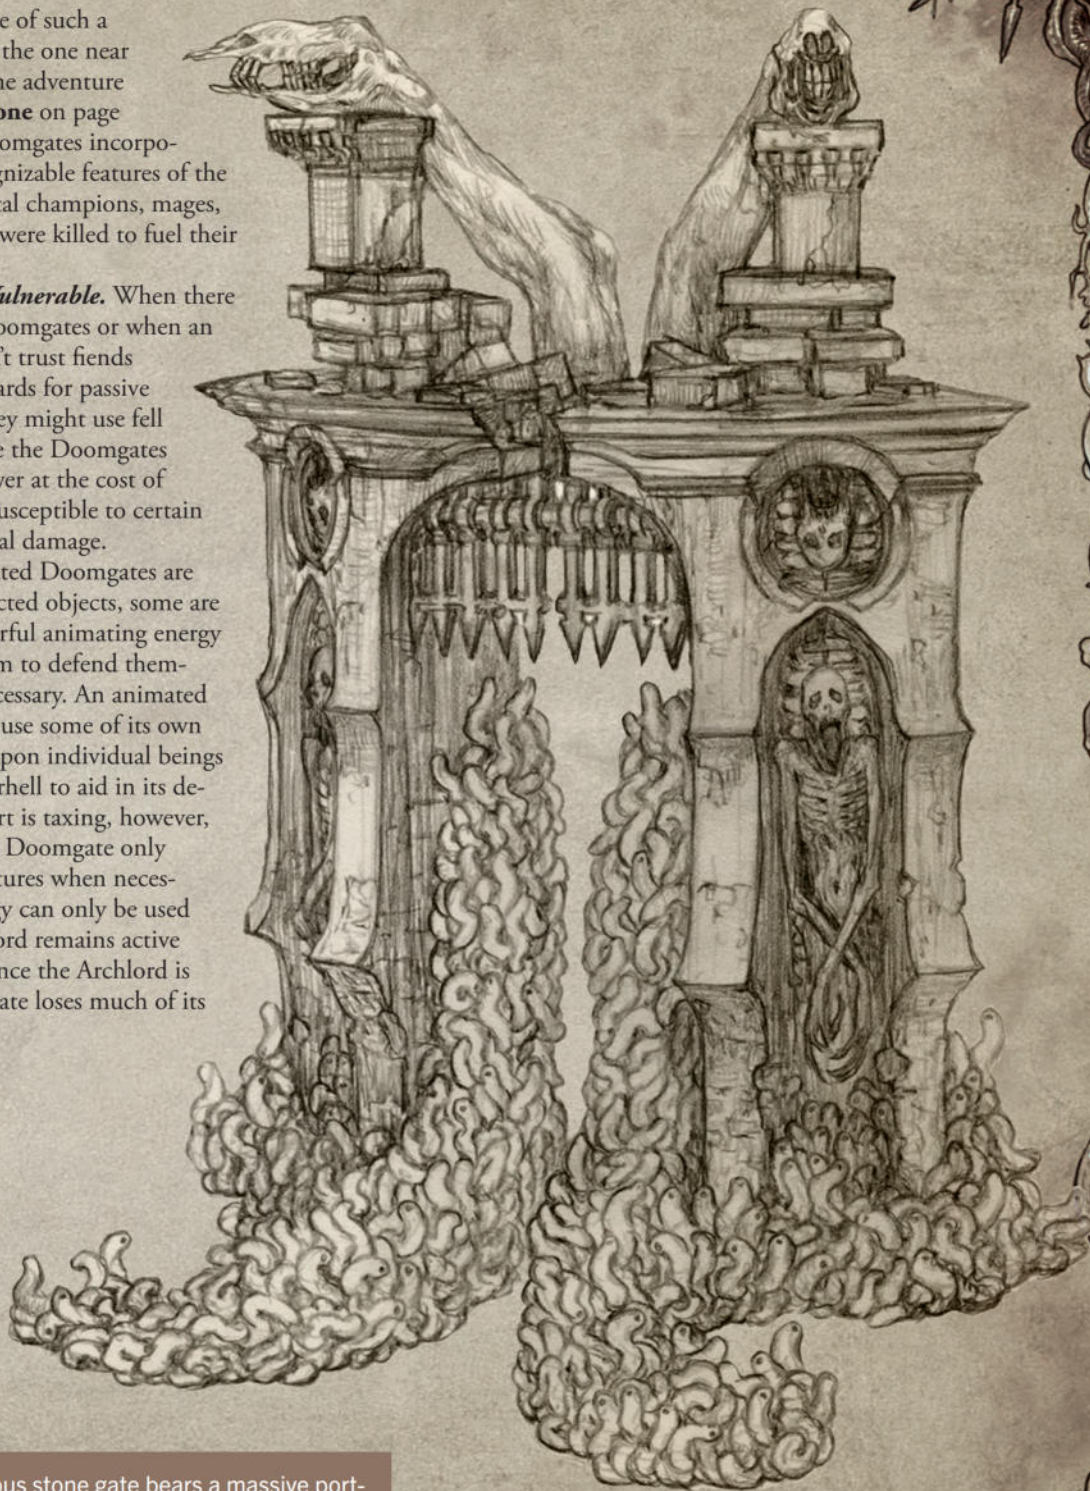 e of such a
the one near
ne adventure
one on page
omgates incorpo-
gnizable features of the
cal champions, mages,
were killed to fuel their
ulnerable. When there
oomgates or when an
't trust fiends
ards for passive
ey might use fell
e the Doomgates
ver at the cost of
usceptible to certain
al damage.
ted Doomgates are
cted objects, some are
rful animating energy
m to defend them-
cessary. An animated
use some of its own
pon individual beings
rhell to aid in its de-
rt is taxing, however,
Doomgate only
tures when neces-
gy can only be used
ord remains active
nce the Archlord is
ate loses much of its
ous stone gate bears a massive port-